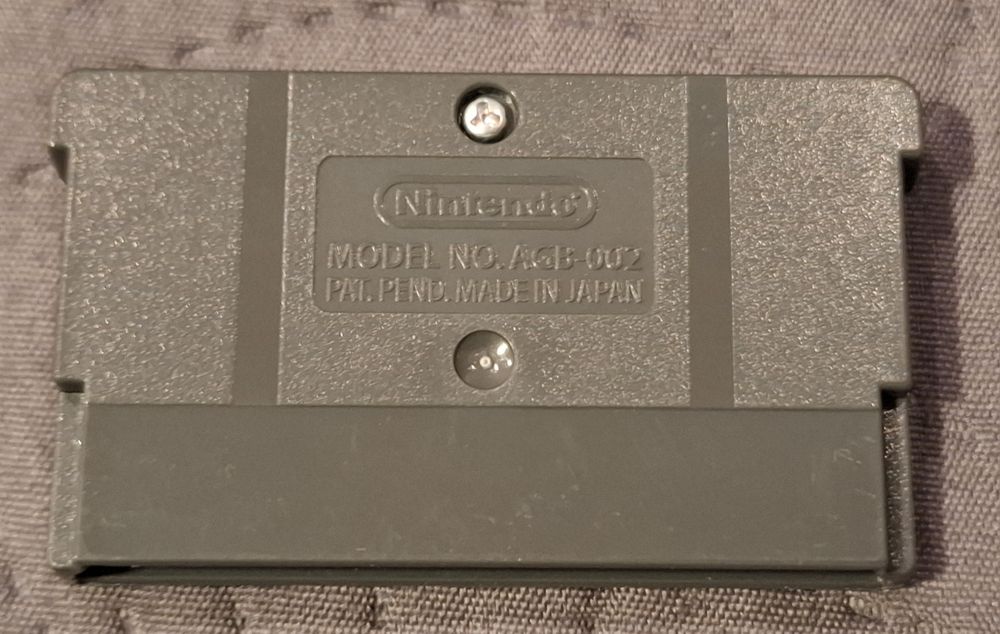 Nintendo
MODEL NO. AGB-002
PAT. PEND. MADE IN JAPAN